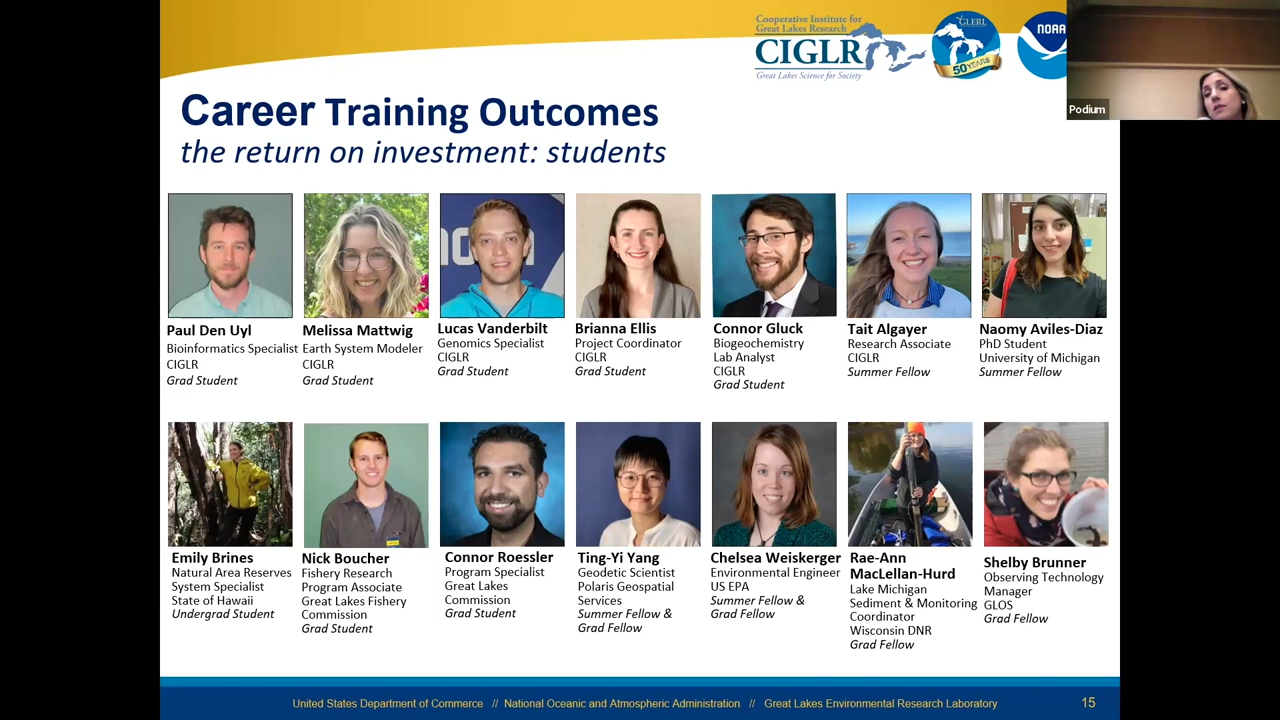 Cooperative Institute for
Great Lakes Research
CIGLR
Great Lakes Science for Society
GLERL
50 YEARS
NOAA
Podium
Career Training Outcomes
the return on investment: students
noaa
Paul Den Uyl
Bioinformatics Specialist
CIGLR
Grad Student
Melissa Mattwig
Earth System Modeler
CIGLR
Grad Student
Lucas Vanderbilt
Genomics Specialist
CIGLR
Grad Student
Brianna Ellis
Project Coordinator
CIGLR
Grad Student
Connor Gluck
Biogeochemistry
Lab Analyst
CIGLR
Grad Student
Tait Algayer
Research Associate
CIGLR
Summer Fellow
Naomy Aviles-Diaz
PhD Student
University of Michigan
Summer Fellow
Emily Brines
Natural Area Reserves
System Specialist
State of Hawaii
Undergrad Student
Nick Boucher
Fishery Research
Program Associate
Great Lakes Fishery
Commission
Grad Student
Connor Roessler
Program Specialist
Great Lakes
Commission
Grad Student
Ting-Yi Yang
Geodetic Scientist
Polaris Geospatial
Services
Summer Fellow &
Grad Fellow
Chelsea Weiskerger
Environmental Engineer
US EPA
Summer Fellow &
Grad Fellow
Rae-Ann
MacLellan-Hurd
Lake Michigan
Sediment & Monitoring
Coordinator
Wisconsin DNR
Grad Fellow
Shelby Brunner
Observing Technology
Manager
GLOS
Grad Fellow
United States Department of Commerce // National Oceanic and Atmospheric Administration // Great Lakes Environmental Research Laboratory
15